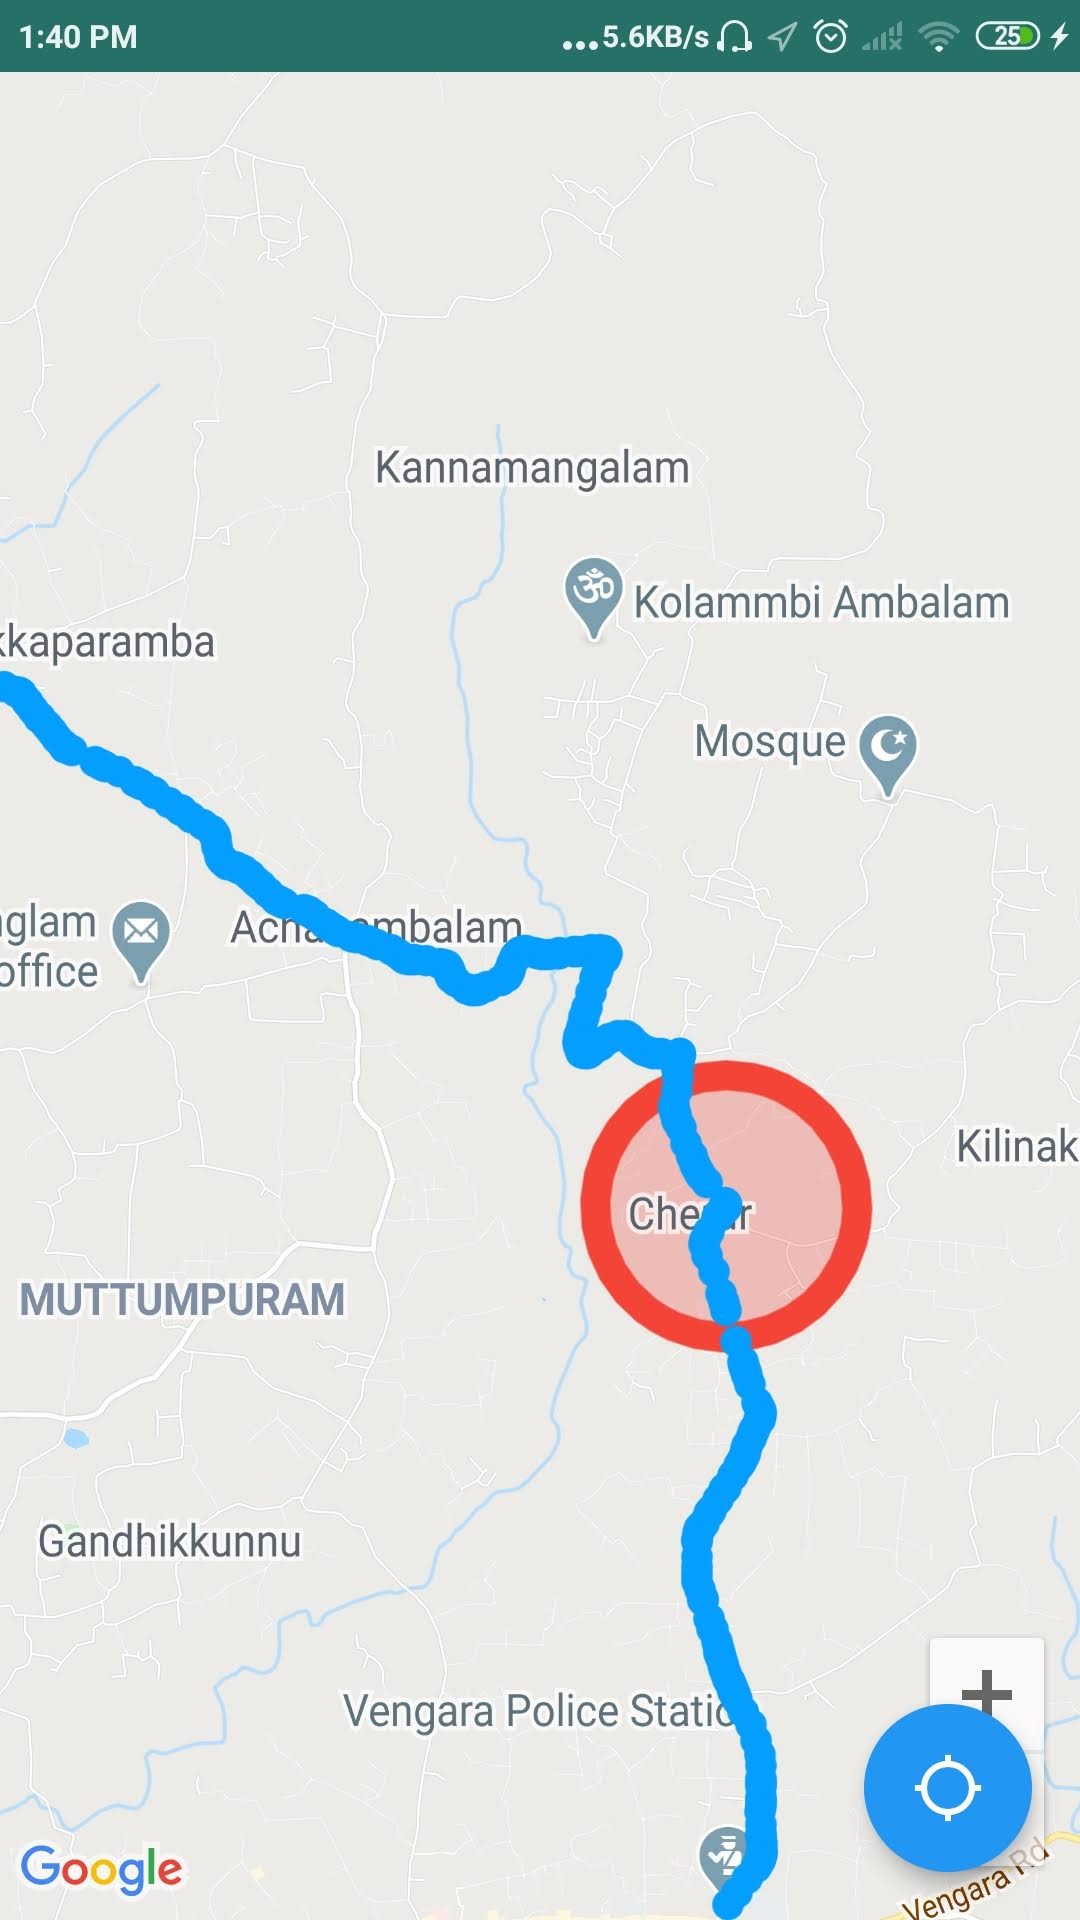 1:40 PM
...5.6KB/s
25
Kannamangalam
Kolammbi Ambalam
kkaparamba
Mosque
nglam
office
Kilinak
MUTTUMPURAM
Gandhikkunnu
Vengara Police Static
Google
Vengara Rd